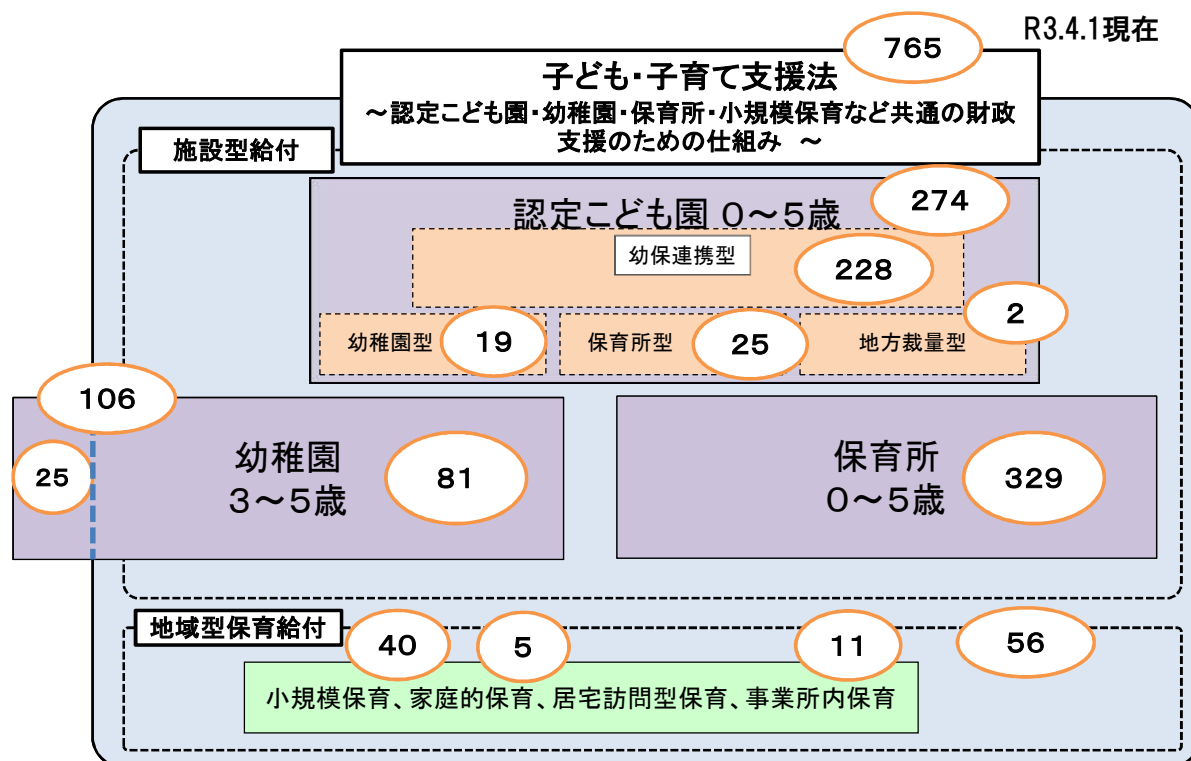 R3.4.1現在
765
子ども・子育て支援法
～認定こども園・幼稚園・保育所・小規模保育など共通の財政
支援のための仕組み　～
施設型給付
認定こども園 ０～５歳
274
幼保連携型
228
幼稚園型
19
保育所型
25
地方裁量型
2
106
25
幼稚園
３～５歳
81
保育所
０～５歳
329
地域型保育給付
40
5
11
56
小規模保育、家庭的保育、居宅訪問型保育、事業所内保育